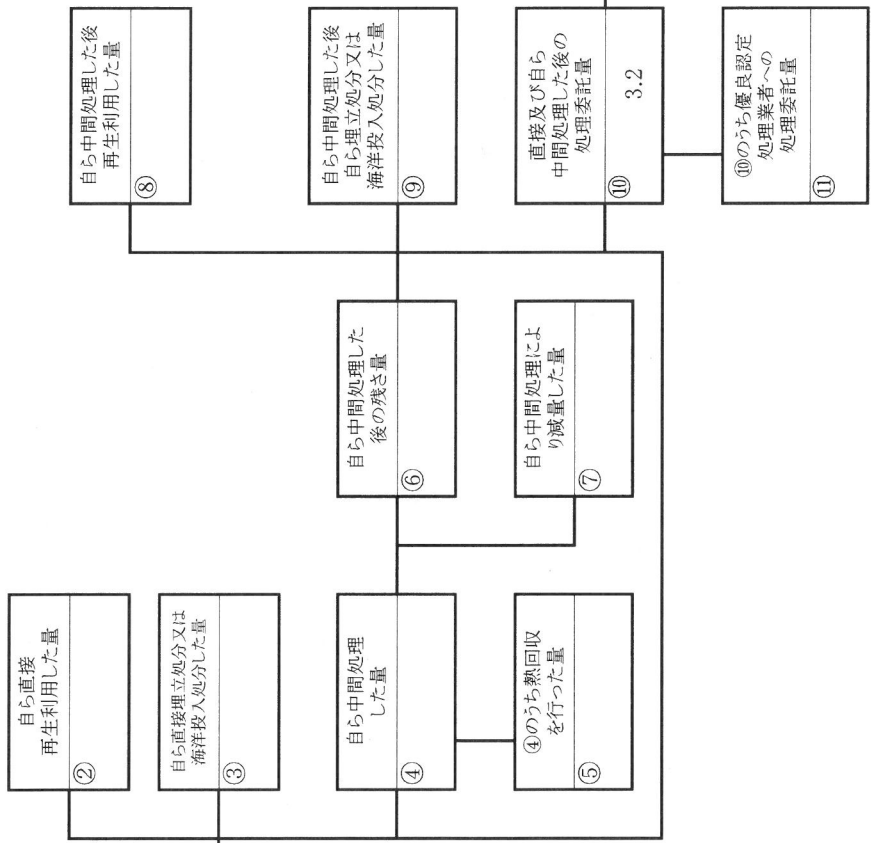 自ら直接
再生利用した量
②
自ら直接埋立処分又は
海洋投入処分した量
③
自ら中間処理
した量
④
④のうち熱回収
を行った量
⑤
自ら中間処理した
後の残さ量
⑥
自ら中間処理によ
り減量した量
⑦
自ら中間処理した後
再生利用した量
⑧
自ら中間処理した後
自ら埋立処分又は
海洋投入処分した量
⑨
直接及び自ら
中間処理した後の
処理委託量
⑩
3.2
⑩のうち優良認定
処理業者への
処理委託量
⑪